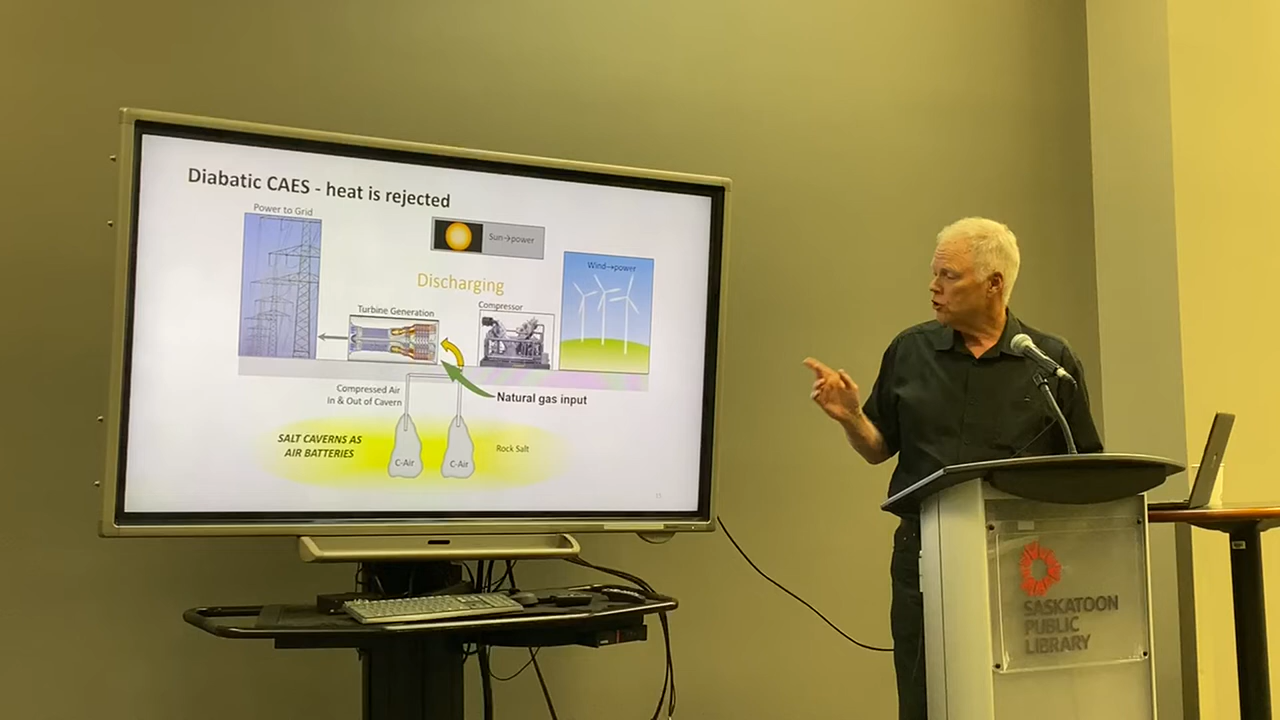 Diabatic CAES - heat is rejected
Power to Grid
Sun→power
Wind→power
Discharging
Compressor
Turbine Generation
Compressed Air
In & Out of Cavern
Natural gas input
SALT CAVERNS AS
AIR BATTERIES
Rock Salt
C-Air
C-Air
SASKATOON
PUBLIC
LIBRARY